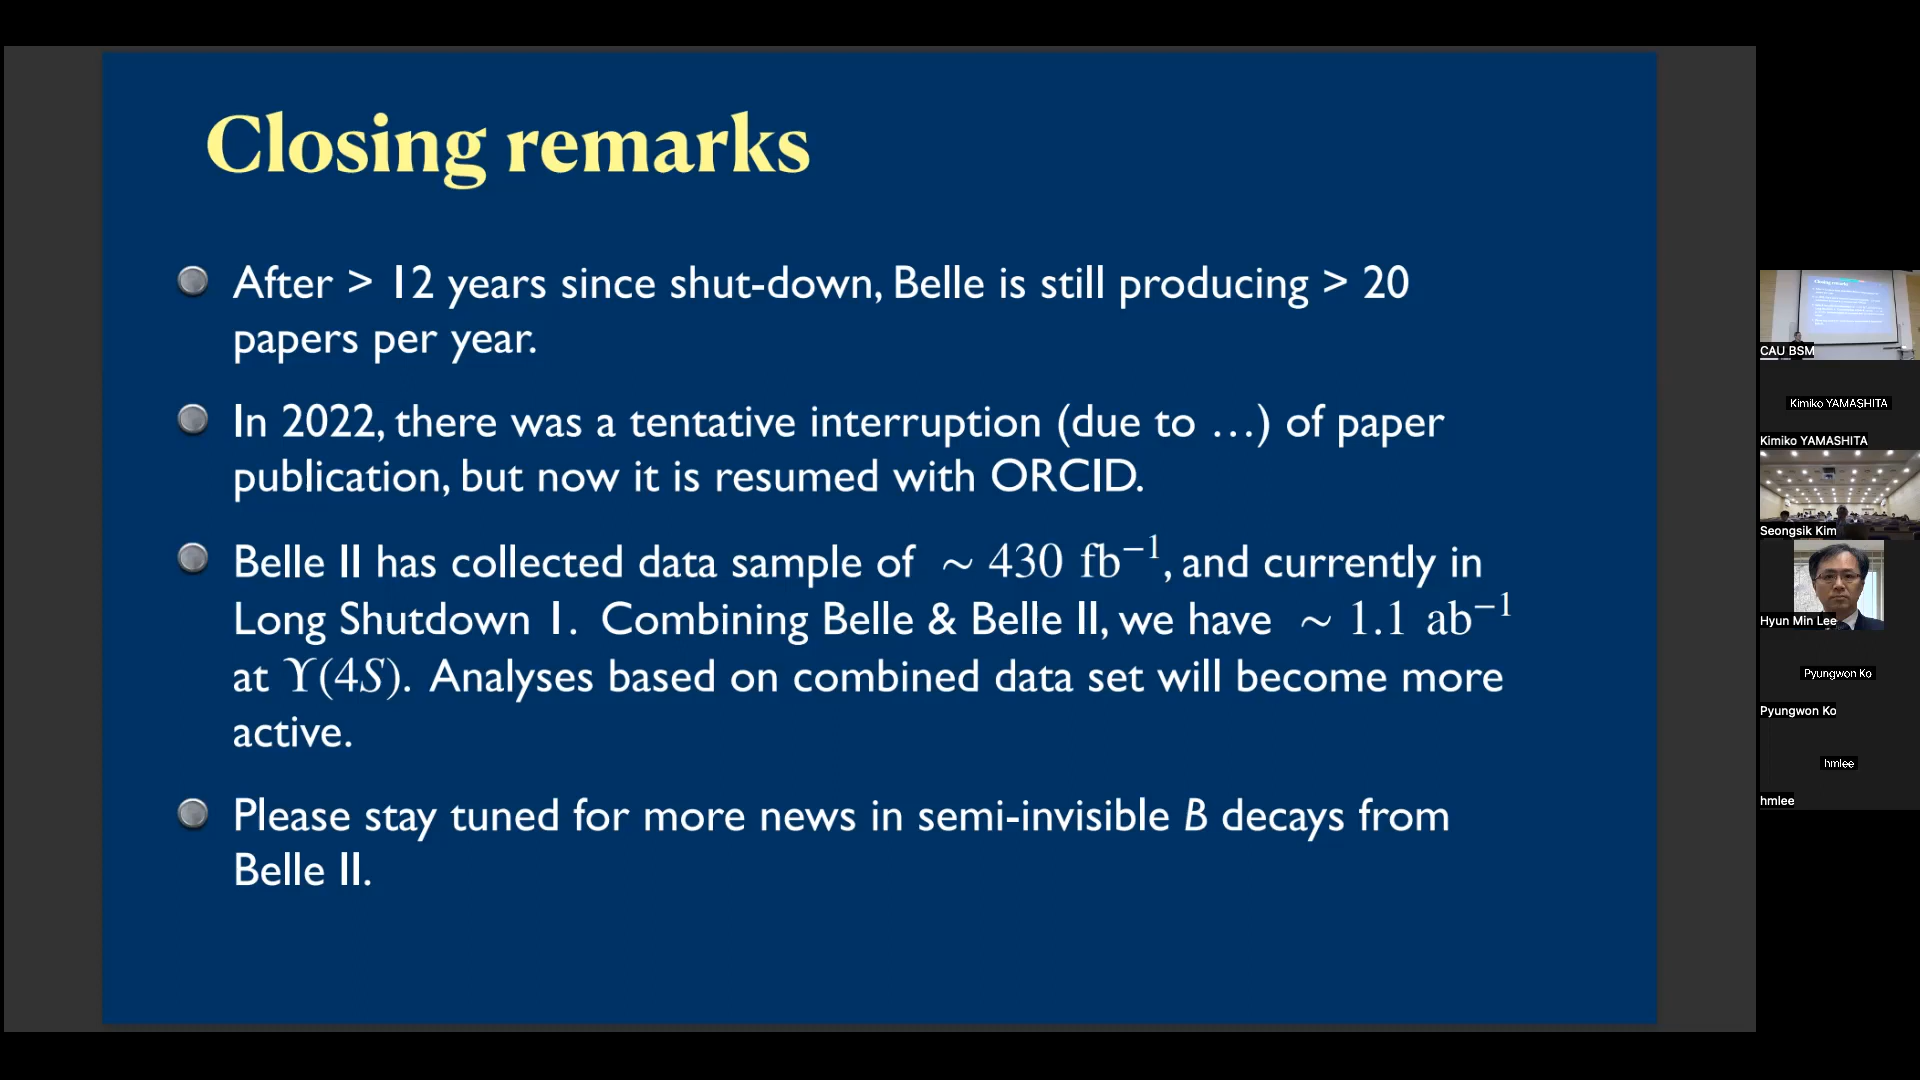 Closing remarks
After > 12 years since shut-down, Belle is still producing > 20
papers per year.
In 2022, there was a tentative interruption (due to …) of paper
publication, but now it is resumed with ORCID.
Belle II has collected data sample of ~ 430 fb⁻¹, and currently in
Long Shutdown 1. Combining Belle & Belle II, we have ~ 1.1 ab⁻¹
at ϒ(4S). Analyses based on combined data set will become more
active.
Please stay tuned for more news in semi-invisible B decays from
Belle II.
CAU BSM
Kimiko YAMASHITA
Kimiko YAMASHITA
Seongsik Kim
Hyun Min Lee
Pyungwon Ko
Pyungwon Ko
hmlee
hmlee